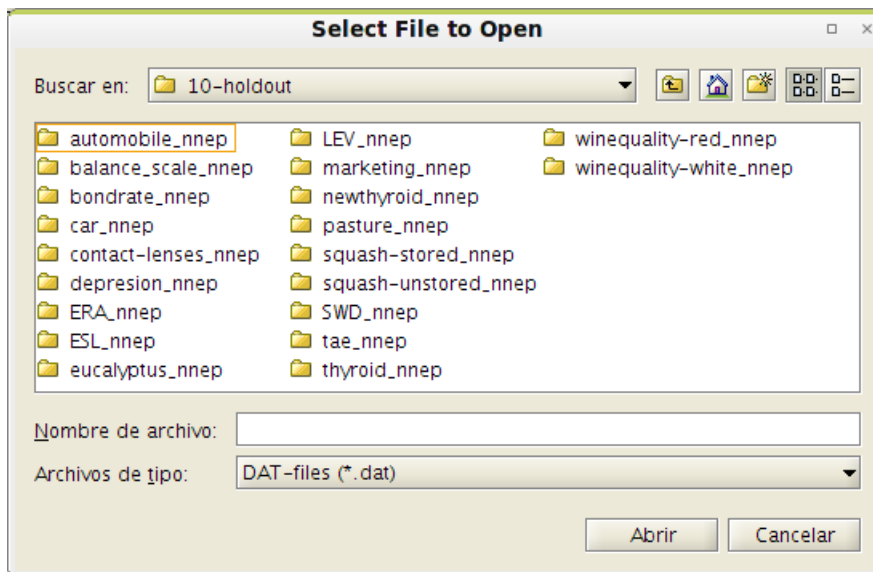 Select File to Open
Buscar en: 10-holdout
automobile_nnep
balance_scale_nnep
bondrate_nnep
car_nnep
contact-lenses_nnep
depresion_nnep
ERA_nnep
ESL_nnep
eucalyptus_nnep
LEV_nnep
marketing_nnep
newthyroid_nnep
pasture_nnep
squash-stored_nnep
squash-unstored_nnep
SWD_nnep
tae_nnep
thyroid_nnep
winequality-red_nnep
winequality-white_nnep
Nombre de archivo:
Archivos de tipo: DAT-files (*.dat)
Abrir Cancelar